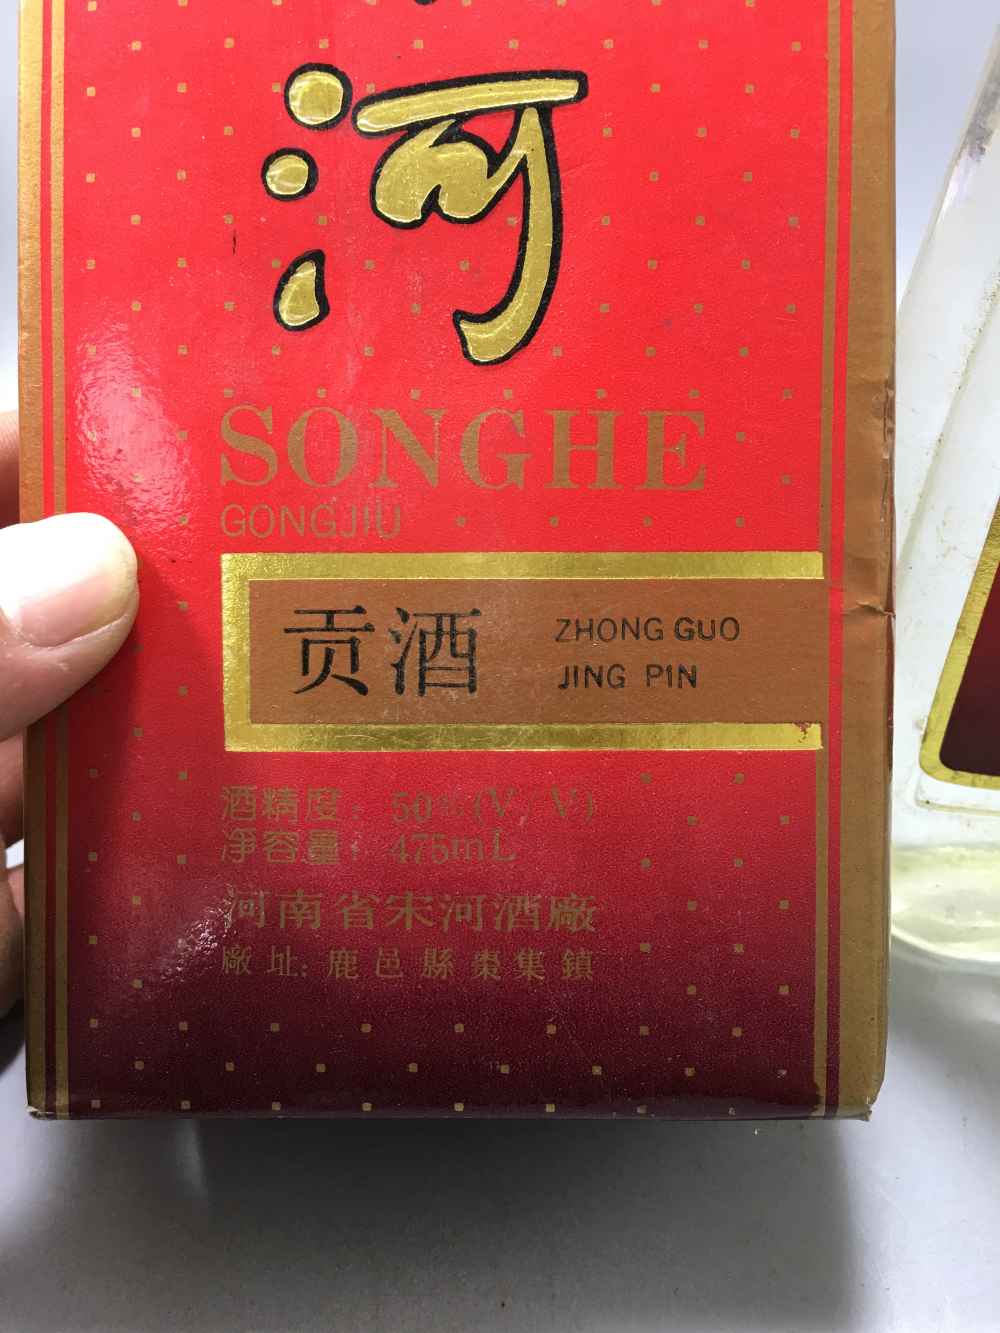 河
SONGHE
GONGJIU
贡酒
ZHONG GUO
JING PIN
酒精度: 50%(V/V)
淨容量: 475mL
河南省宋河酒廠
廠址: 鹿邑縣棗集鎮